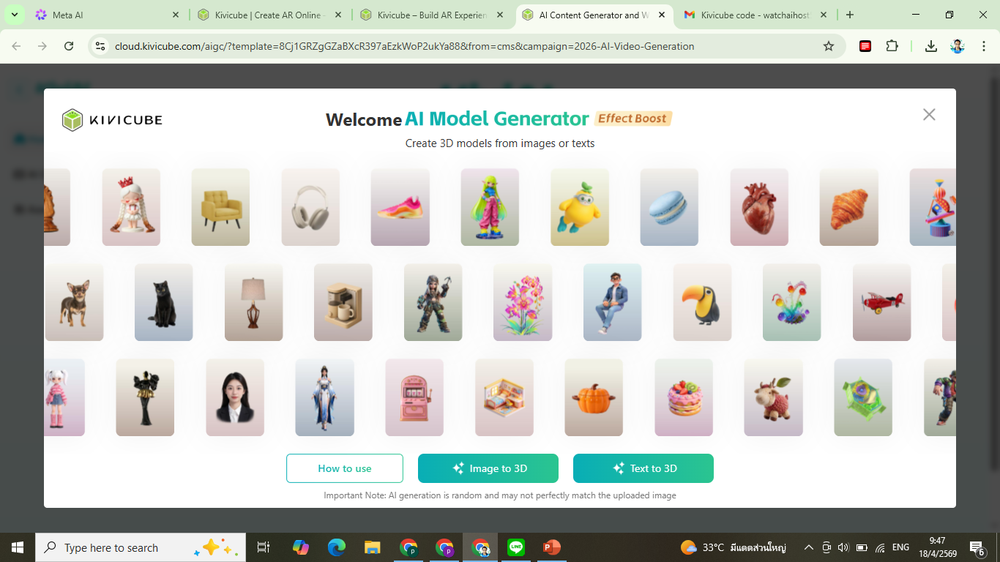 Meta AI
Kivicube | Create AR Online -
Kivicube – Build AR Experien
AI Content Generator and W
Kivicube code - watchaihost
cloud.kivicube.com/aigc/?template=8Cj1GRZgGZaBXcR397aEzkWoP2ukYa88&from=cms&campaign=2026-AI-Video-Generation
KIVICUBE
Welcome AI Model Generator Effect Boost
Create 3D models from images or texts
How to use
Image to 3D
Text to 3D
Important Note: AI generation is random and may not perfectly match the uploaded image
Type here to search
33°C มีแดดส่วนใหญ่
ENG
9:47
18/4/2569
6